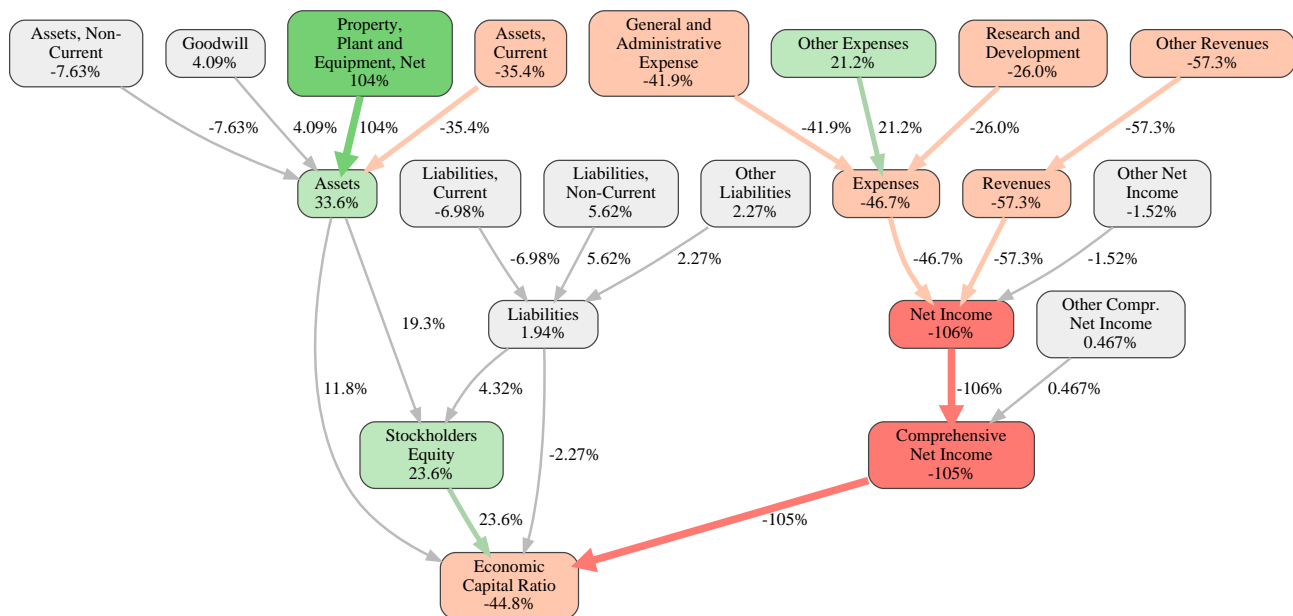 Assets, Non-
Current
-7.63%
Goodwill
4.09%
Property,
Plant and
Equipment, Net
104%
Assets,
Current
-35.4%
General and
Administrative
Expense
-41.9%
Other Expenses
21.2%
Research and
Development
-26.0%
Other Revenues
-57.3%
-7.63%
4.09%
104%
-35.4%
-41.9%
21.2%
-26.0%
-57.3%
Assets
33.6%
Liabilities,
Current
-6.98%
Liabilities,
Non-Current
5.62%
Other
Liabilities
2.27%
Expenses
-46.7%
Revenues
-57.3%
Other Net
Income
-1.52%
-6.98%
5.62%
2.27%
-46.7%
-57.3%
-1.52%
19.3%
Liabilities
1.94%
Net Income
-106%
Other Compr.
Net Income
0.467%
11.8%
4.32%
-106%
0.467%
Stockholders
Equity
23.6%
-2.27%
Comprehensive
Net Income
-105%
23.6%
-105%
Economic
Capital Ratio
-44.8%